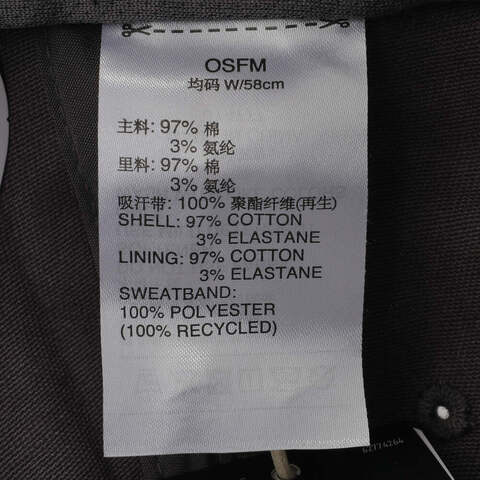 OSFM
均码 W/58cm
主料: 97% 棉
3% 氨纶
里料: 97% 棉
3% 氨纶
吸汗带: 100% 聚酯纤维(再生)
SHELL: 97% COTTON
3% ELASTANE
LINING: 97% COTTON
3% ELASTANE
SWEATBAND:
100% POLYESTER
(100% RECYCLED)